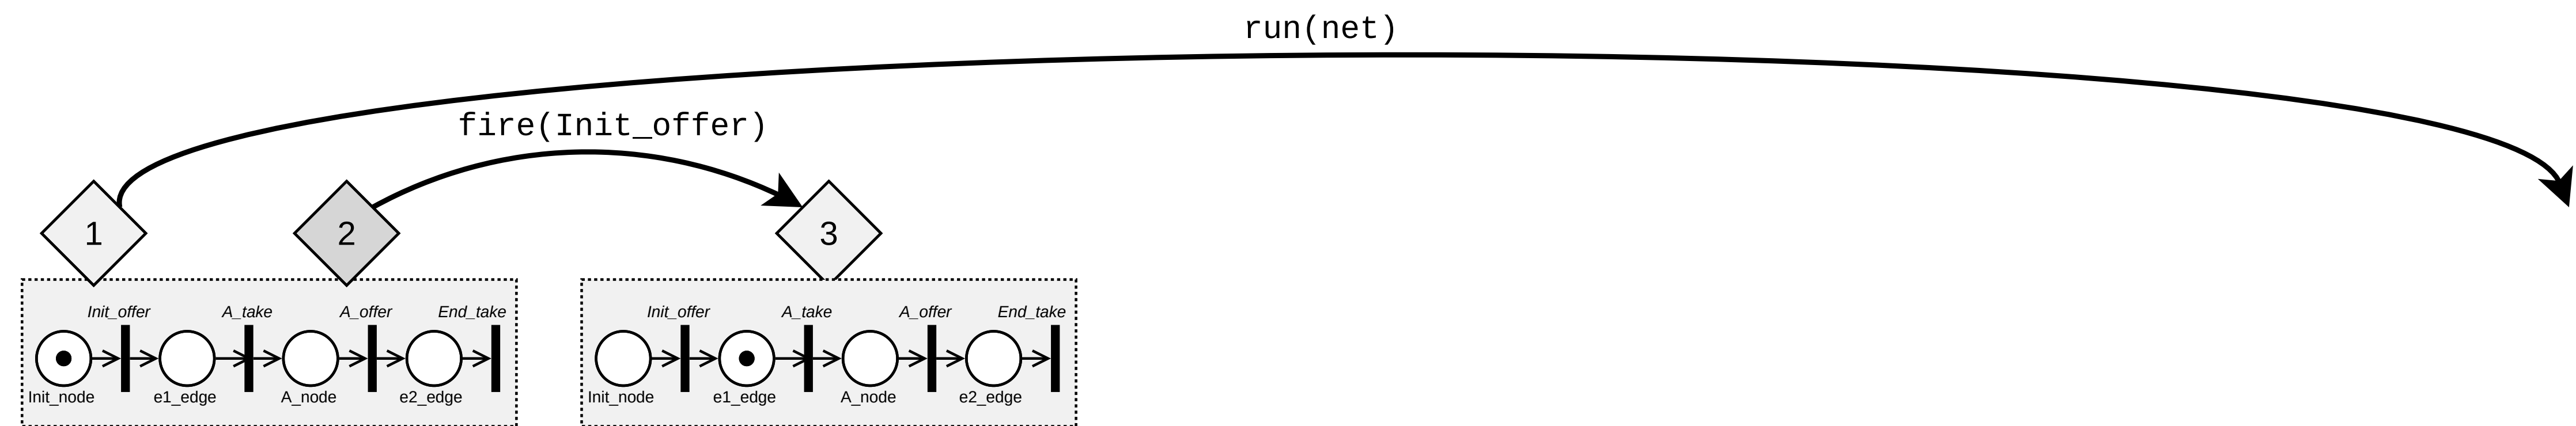 run(net)
fire(Init_offer)
1
2
3
Init_offer
A_take
A_offer
End_take
Init_node
e1_edge
A_node
e2_edge
Init_offer
A_take
A_offer
End_take
Init_node
e1_edge
A_node
e2_edge